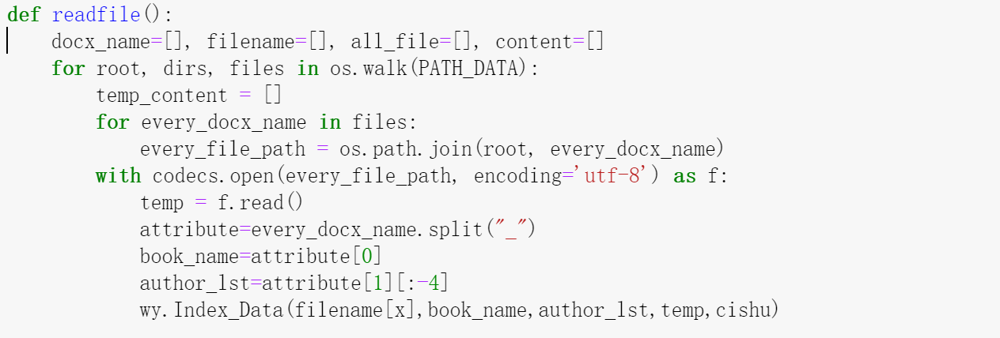 def readfile():
    docx_name=[], filename=[], all_file=[], content=[]
    for root, dirs, files in os.walk(PATH_DATA):
        temp_content = []
        for every_docx_name in files:
            every_file_path = os.path.join(root, every_docx_name)
        with codecs.open(every_file_path, encoding='utf-8') as f:
            temp = f.read()
            attribute=every_docx_name.split("_")
            book_name=attribute[0]
            author_lst=attribute[1][:-4]
            wy.Index_Data(filename[x],book_name,author_lst,temp,cishu)